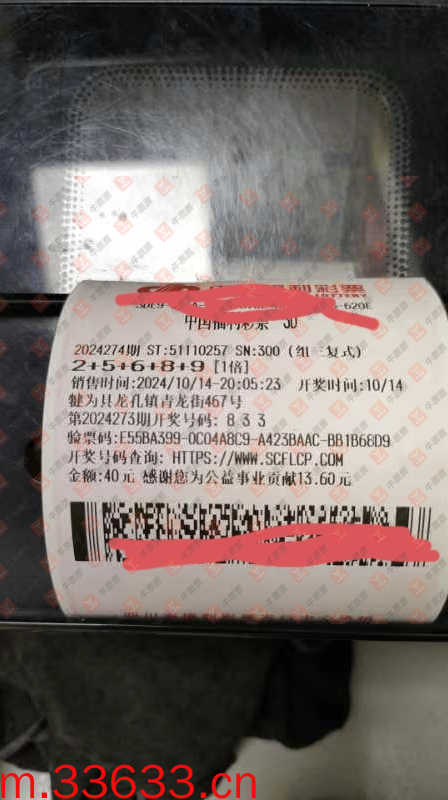 -620E
中国福利彩票 3D
2024274期 ST:51110257 SN:300 (组三复式)
2+5+6+8+9 [1倍]
销售时间:2024/10/14-20:05:23 开奖时间:10/14
犍为县龙孔镇青龙街467号
第2024273期开奖号码: 8 3 3
验票码:E55BA399-0C04A8C9-A423BAAC-BB1B68D9
开奖号码查询: HTTPS://WWW.SCFLCP.COM
金额:40元 感谢您为公益事业贡献13.60元
m.33633.cn